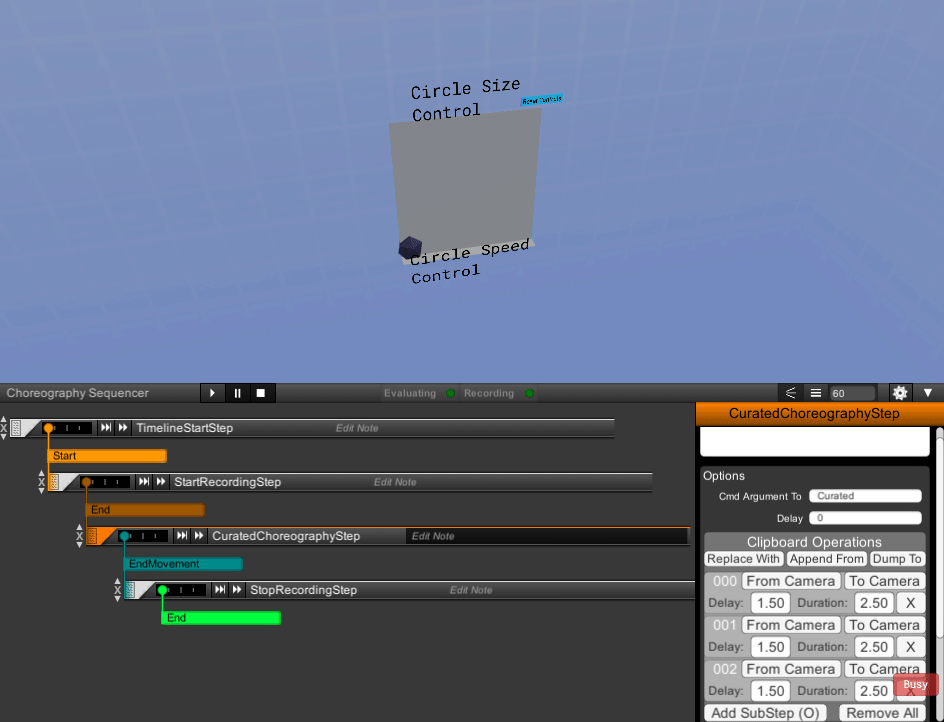 Circle Size
Control
Circle Speed
Control
Choreography Sequencer
Evaluating
Recording
60
TimelineStartStep
Edit Note
Start
StartRecordingStep
Edit Note
End
CuratedChoreographyStep
Edit Note
EndMovement
StopRecordingStep
Edit Note
End
CuratedChoreographyStep
Options
Cmd Argument To
Curated
Delay
0
Clipboard Operations
Replace With
Append From
Dump To
000 From Camera To Camera
Delay: 1.50 Duration: 2.50 X
001 From Camera To Camera
Delay: 1.50 Duration: 2.50 X
002 From Camera To Camera
Delay: 1.50 Duration: 2.50 X
Busy
Add SubStep (O) Remove All